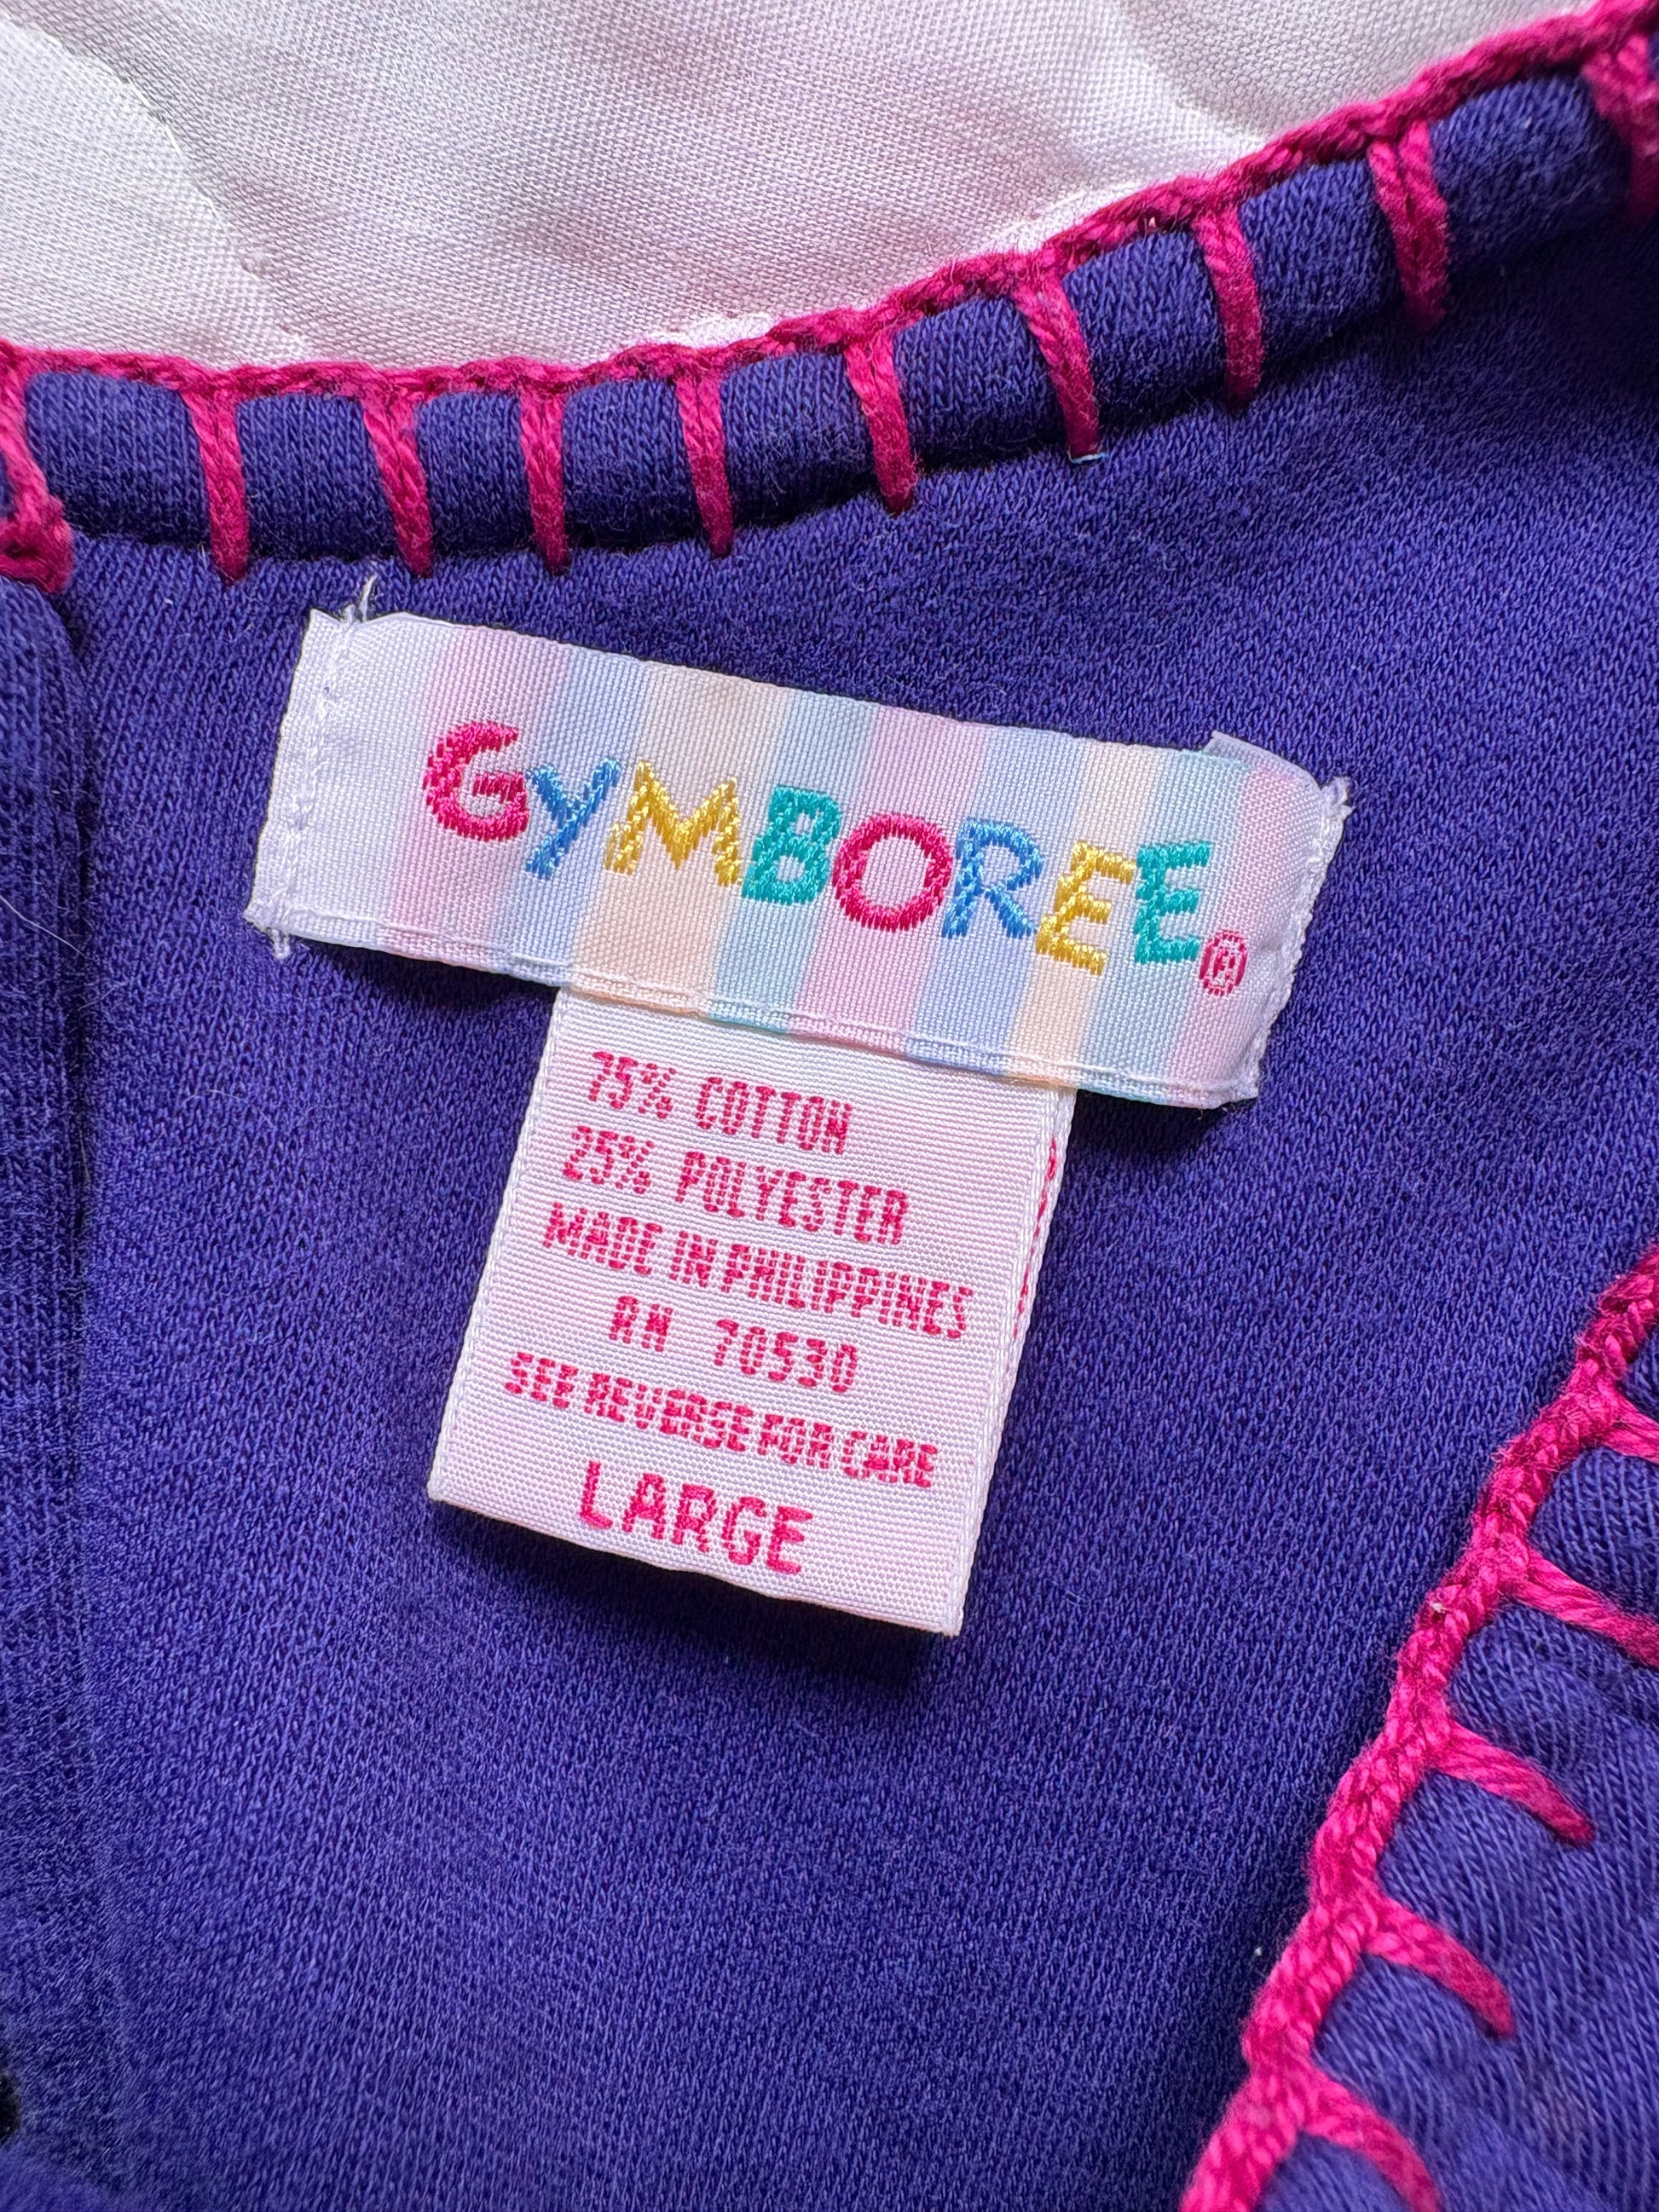 GYMBOREE®
75% COTTON
25% POLYESTER
MADE IN PHILIPPINES
RN 70530
SEE REVERSE FOR CARE
LARGE